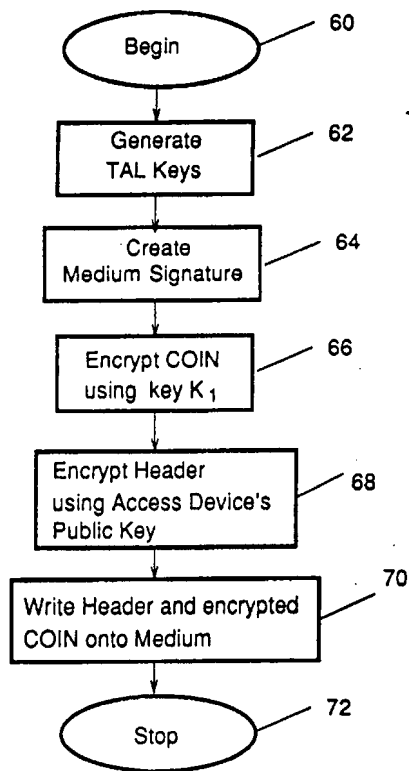 Begin
60
Generate
TAL Keys
62
Create
Medium Signature
64
Encrypt COIN
using key K₁
66
Encrypt Header
using Access Device's
Public Key
68
Write Header and encrypted
COIN onto Medium
70
Stop
72